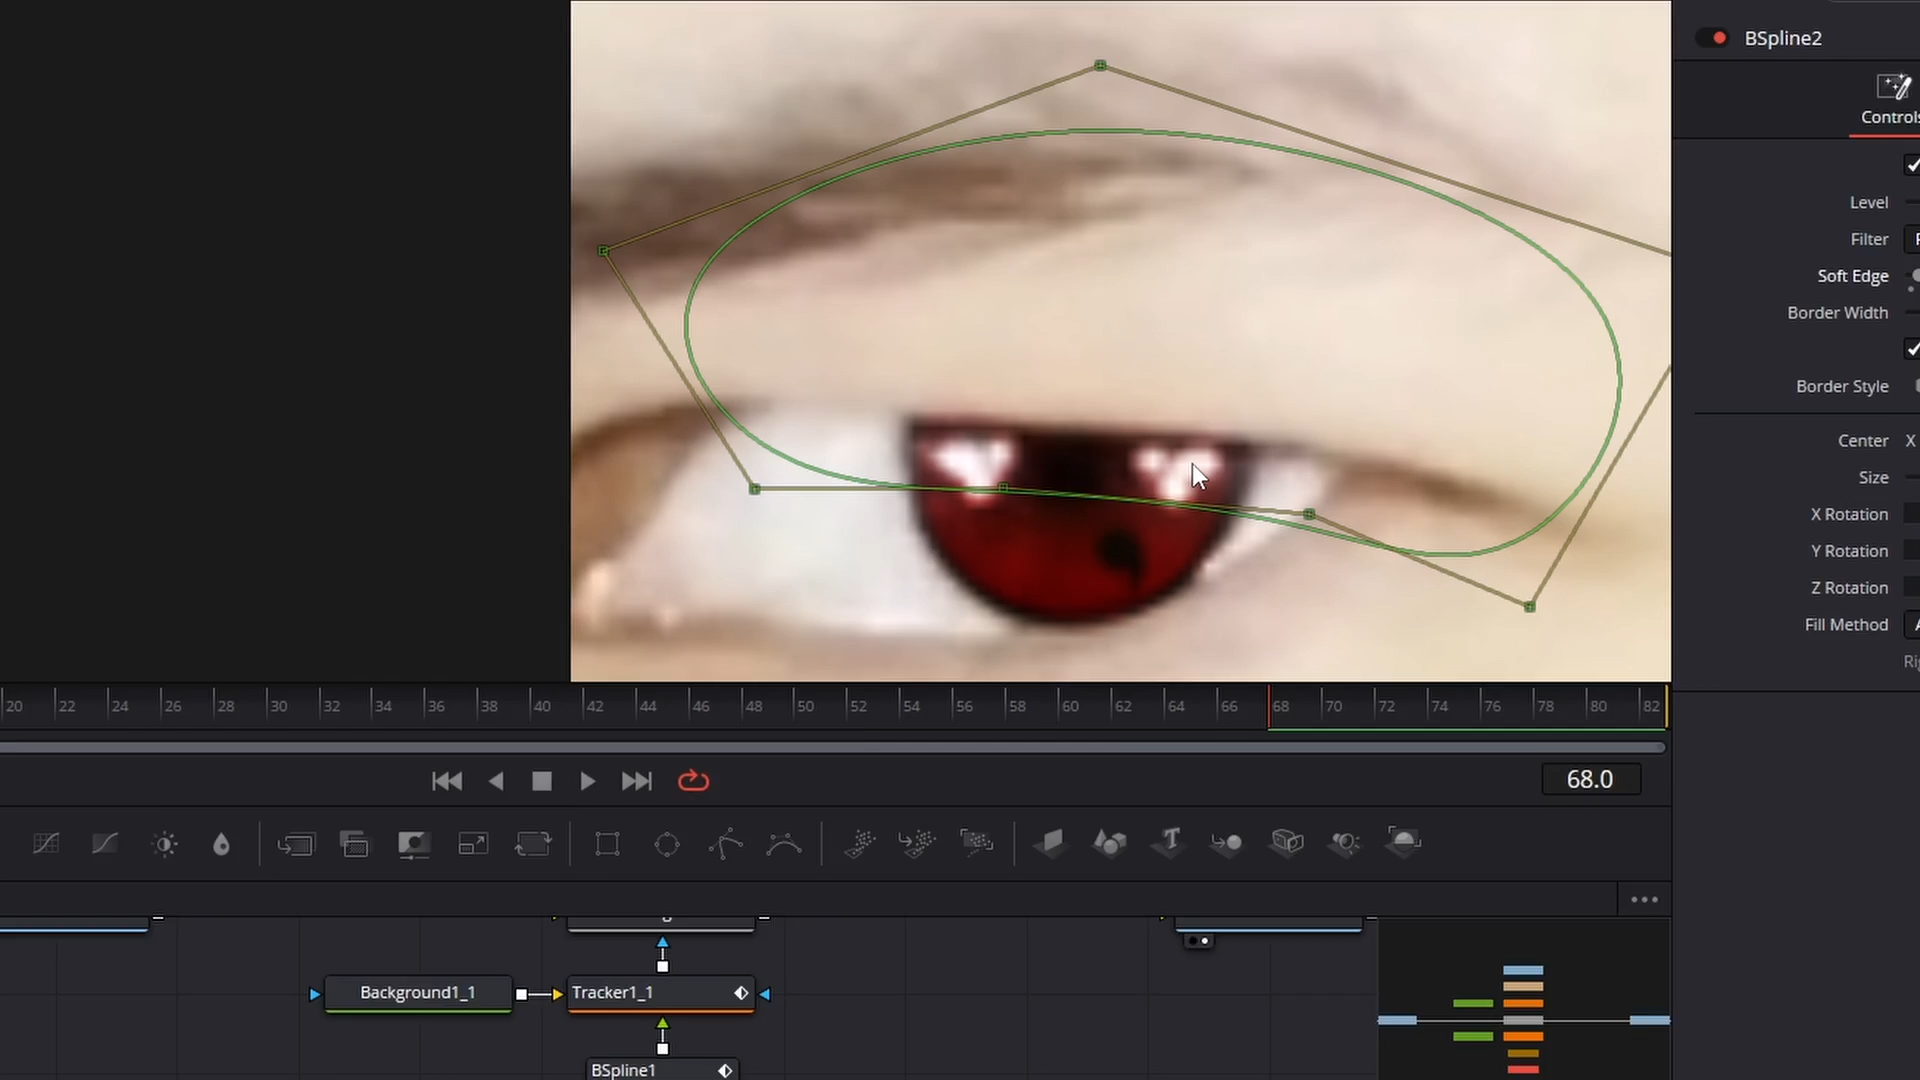 BSpline2
Controls
Level
Filter
Soft Edge
Border Width
Border Style
Center X
Size
X Rotation
Y Rotation
Z Rotation
Fill Method
20 22 24 26 28 30 32 34 36 38 40 42 44 46 48 50 52 54 56 58 60 62 64 66 68 70 72 74 76 78 80 82
68.0
Background1_1
Tracker1_1
BSpline1